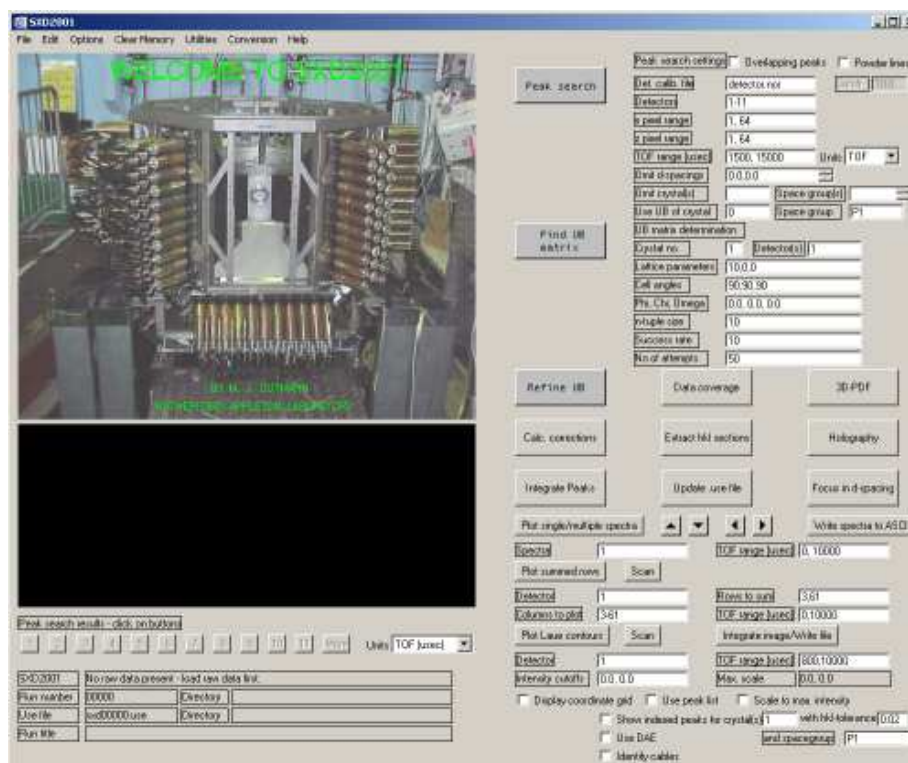 SXD2001
File Edit Options Clear Memory Utilities Conversion Help
WELCOME TO SXD2001
BY M. J. GUTMANN
RUTHERFORD APPLETON LABORATORY
Peak search
Peak search settings Overlapping peaks Powder lines
Det. calib. file detector.nor
Detectors 1-11
x pixel range 1, 64
z pixel range 1, 64
TOF range [usec] 1500, 15000 Units TOF
Omit d-spacings 0.0,0.0
Omit crystal(s) Space group(s)
Use UB of crystal 0 Space group P1
Find UB matrix
UB matrix determination
Crystal no. 1 Detector(s) 1
Lattice parameters 10,0,0
Cell angles 90,90,90
Phi, Chi, Omega 0.0, 0.0, 0.0
n-tuple size 10
Success rate 10
No of attempts 50
Refine UB Data coverage 3D-PDF
Calc. corrections Extract hkl sections Holography
Integrate Peaks Update .use file Focus in d-spacing
Plot single/multiple spectra Write spectra to ASCII
Spectra 1 TOF range [usec] 0, 10000
Plot summed rows Scan
Detector 1 Rows to sum 3,61
Columns to plot 3-61 TOF range [usec] 0,10000
Plot Laue contours Scan Integrate image/Write file
Detector 1 TOF range [usec] 800,10000
Intensity cutoffs 0.0, 0.0 Max. scale 0.0, 0.0
Display coordinate grid Use peak list Scale to max. intensity
Show indexed peaks for crystal(s) 1 with hkl-tolerance 0.02
Use DAE and spacegroup P1
Identify cables
Peak search results - click on buttons
1 2 3 4 5 6 7 8 9 10 11 Units TOF [usec]
SXD2001 No raw data present - load raw data first.
Run number 00000 Directory
Use file sxd00000.use Directory
Run title